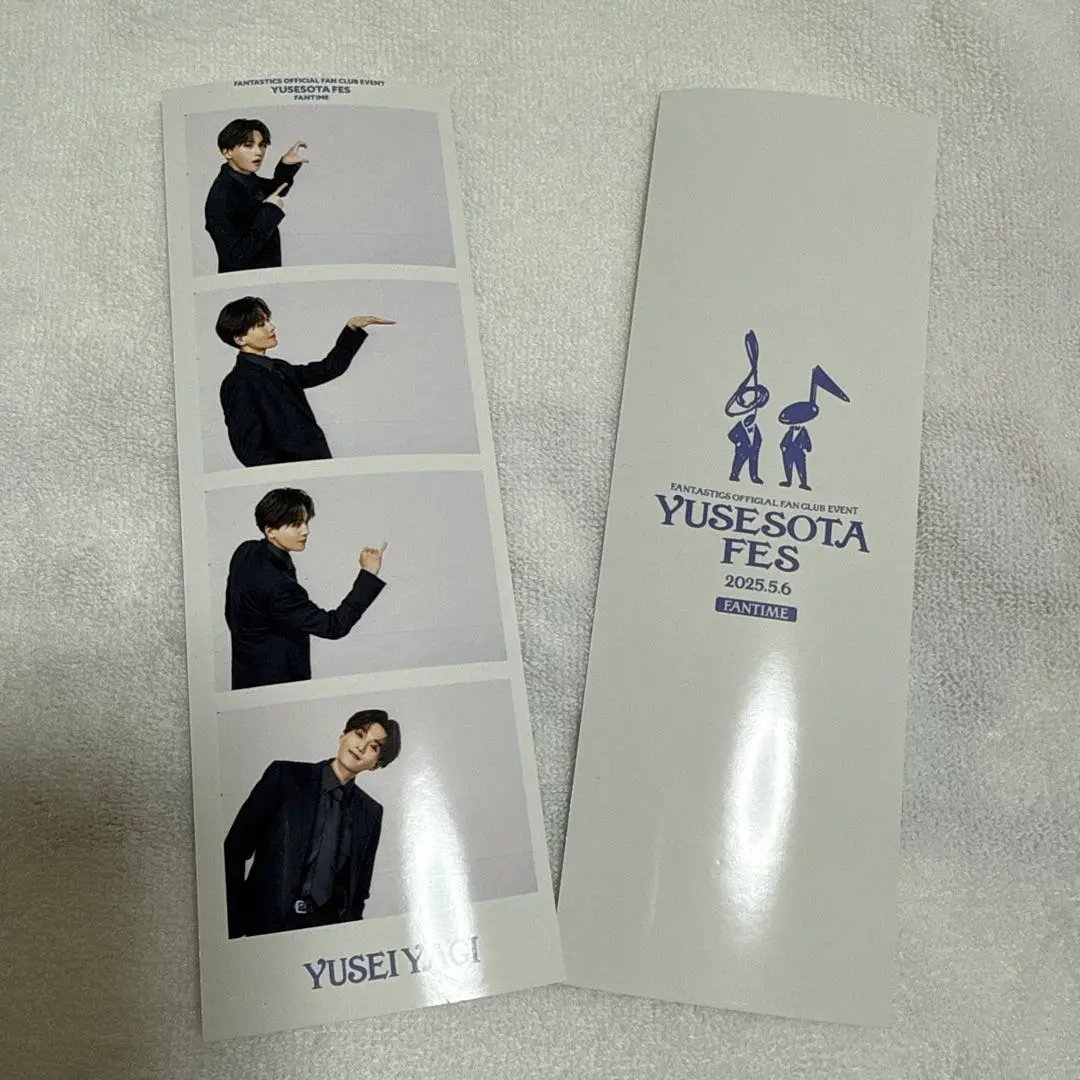 FANTASTICS OFFICIAL FAN CLUB EVENT
YUSESOTA FES
FANTIME
YUSEI YAGI
FANTASTICS OFFICIAL FAN CLUB EVENT
YUSESOTA
FES
2025.5.6
FANTIME